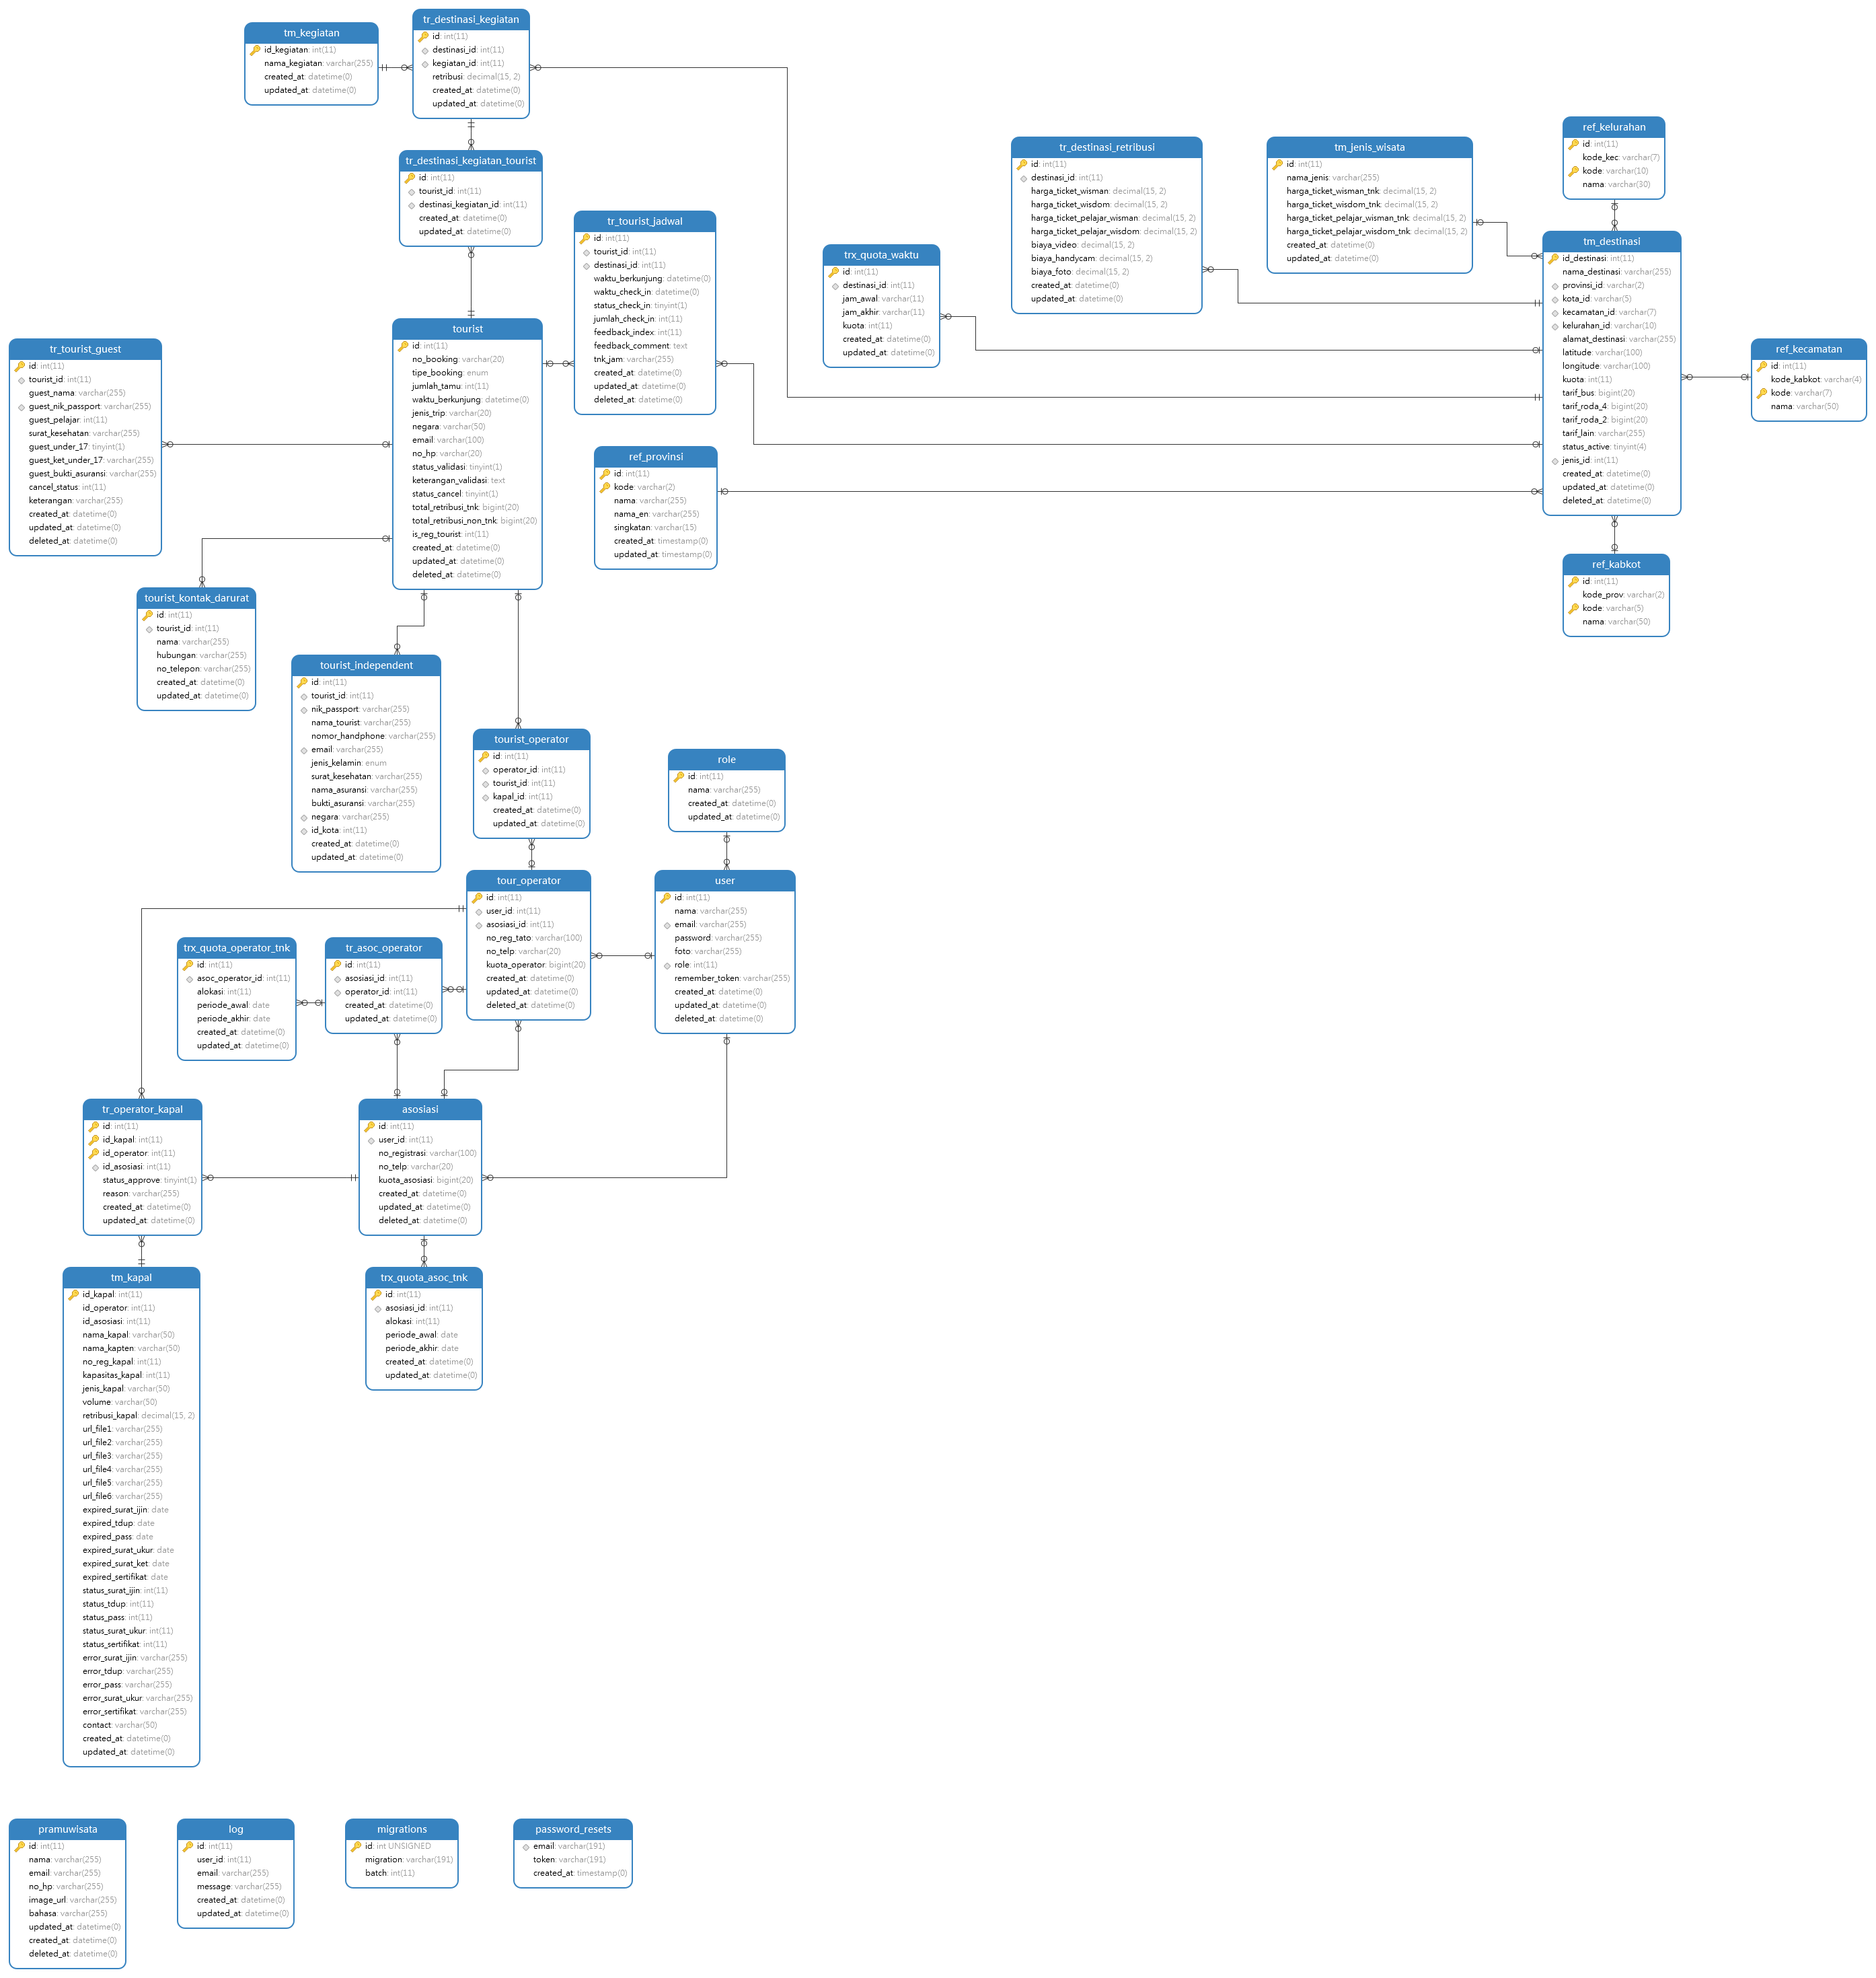 tm_kegiatan
id_kegiatan: int(11)
nama_kegiatan: varchar(255)
created_at: datetime(0)
updated_at: datetime(0)
tr_destinasi_kegiatan
id: int(11)
destinasi_id: int(11)
kegiatan_id: int(11)
retribusi: decimal(15, 2)
created_at: datetime(0)
updated_at: datetime(0)
tr_destinasi_kegiatan_tourist
id: int(11)
tourist_id: int(11)
destinasi_kegiatan_id: int(11)
created_at: datetime(0)
updated_at: datetime(0)
tr_tourist_jadwal
id: int(11)
tourist_id: int(11)
destinasi_id: int(11)
waktu_berkunjung: datetime(0)
waktu_check_in: datetime(0)
status_check_in: tinyint(1)
jumlah_check_in: int(11)
feedback_index: int(11)
feedback_comment: text
tnk_jam: varchar(255)
created_at: datetime(0)
updated_at: datetime(0)
deleted_at: datetime(0)
trx_quota_waktu
id: int(11)
destinasi_id: int(11)
jam_awal: varchar(11)
jam_akhir: varchar(11)
kuota: int(11)
created_at: datetime(0)
updated_at: datetime(0)
tr_destinasi_retribusi
id: int(11)
destinasi_id: int(11)
harga_ticket_wisman: decimal(15, 2)
harga_ticket_wisdom: decimal(15, 2)
harga_ticket_pelajar_wisman: decimal(15, 2)
harga_ticket_pelajar_wisdom: decimal(15, 2)
biaya_video: decimal(15, 2)
biaya_handycam: decimal(15, 2)
biaya_foto: decimal(15, 2)
created_at: datetime(0)
updated_at: datetime(0)
tm_jenis_wisata
id: int(11)
nama_jenis: varchar(255)
harga_ticket_wisman_tnk: decimal(15, 2)
harga_ticket_wisdom_tnk: decimal(15, 2)
harga_ticket_pelajar_wisman_tnk: decimal(15, 2)
harga_ticket_pelajar_wisdom_tnk: decimal(15, 2)
created_at: datetime(0)
updated_at: datetime(0)
ref_kelurahan
id: int(11)
kode_kec: varchar(7)
kode: varchar(10)
nama: varchar(30)
tm_destinasi
id_destinasi: int(11)
nama_destinasi: varchar(255)
provinsi_id: varchar(2)
kota_id: varchar(5)
kecamatan_id: varchar(7)
kelurahan_id: varchar(10)
alamat_destinasi: varchar(255)
latitude: varchar(100)
longitude: varchar(100)
kuota: int(11)
tarif_bus: bigint(20)
tarif_roda_4: bigint(20)
tarif_roda_2: bigint(20)
tarif_lain: varchar(255)
status_active: tinyint(4)
jenis_id: int(11)
created_at: datetime(0)
updated_at: datetime(0)
deleted_at: datetime(0)
ref_kecamatan
id: int(11)
kode_kabkot: varchar(4)
kode: varchar(7)
nama: varchar(50)
ref_kabkot
id: int(11)
kode_prov: varchar(2)
kode: varchar(5)
nama: varchar(50)
ref_provinsi
id: int(11)
kode: varchar(2)
nama: varchar(255)
nama_en: varchar(255)
singkatan: varchar(15)
created_at: timestamp(0)
updated_at: timestamp(0)
tourist
id: int(11)
no_booking: varchar(20)
tipe_booking: enum
jumlah_tamu: int(11)
waktu_berkunjung: datetime(0)
jenis_trip: varchar(20)
negara: varchar(50)
email: varchar(100)
no_hp: varchar(20)
status_validasi: tinyint(1)
keterangan_validasi: text
status_cancel: tinyint(1)
total_retribusi_tnk: bigint(20)
total_retribusi_non_tnk: bigint(20)
is_reg_tourist: int(11)
created_at: datetime(0)
updated_at: datetime(0)
deleted_at: datetime(0)
tr_tourist_guest
id: int(11)
tourist_id: int(11)
guest_nama: varchar(255)
guest_nik_passport: varchar(255)
guest_pelajar: int(11)
surat_kesehatan: varchar(255)
guest_under_17: tinyint(1)
guest_ket_under_17: varchar(255)
guest_bukti_asuransi: varchar(255)
cancel_status: int(11)
keterangan: varchar(255)
created_at: datetime(0)
updated_at: datetime(0)
deleted_at: datetime(0)
tourist_kontak_darurat
id: int(11)
tourist_id: int(11)
nama: varchar(255)
hubungan: varchar(255)
no_telepon: varchar(255)
created_at: datetime(0)
updated_at: datetime(0)
tourist_independent
id: int(11)
tourist_id: int(11)
nik_passport: varchar(255)
nama_tourist: varchar(255)
nomor_handphone: varchar(255)
email: varchar(255)
jenis_kelamin: enum
surat_kesehatan: varchar(255)
nama_asuransi: varchar(255)
bukti_asuransi: varchar(255)
negara: varchar(255)
id_kota: int(11)
created_at: datetime(0)
updated_at: datetime(0)
tourist_operator
id: int(11)
operator_id: int(11)
tourist_id: int(11)
kapal_id: int(11)
created_at: datetime(0)
updated_at: datetime(0)
role
id: int(11)
nama: varchar(255)
created_at: datetime(0)
updated_at: datetime(0)
tour_operator
id: int(11)
user_id: int(11)
asosiasi_id: int(11)
no_reg_tato: varchar(100)
no_telp: varchar(20)
kuota_operator: bigint(20)
created_at: datetime(0)
updated_at: datetime(0)
deleted_at: datetime(0)
user
id: int(11)
nama: varchar(255)
email: varchar(255)
password: varchar(255)
foto: varchar(255)
role: int(11)
remember_token: varchar(255)
created_at: datetime(0)
updated_at: datetime(0)
deleted_at: datetime(0)
trx_quota_operator_tnk
id: int(11)
asoc_operator_id: int(11)
alokasi: int(11)
periode_awal: date
periode_akhir: date
created_at: datetime(0)
updated_at: datetime(0)
tr_asoc_operator
id: int(11)
asosiasi_id: int(11)
operator_id: int(11)
created_at: datetime(0)
updated_at: datetime(0)
tr_operator_kapal
id: int(11)
id_kapal: int(11)
id_operator: int(11)
id_asosiasi: int(11)
status_approve: tinyint(1)
reason: varchar(255)
created_at: datetime(0)
updated_at: datetime(0)
asosiasi
id: int(11)
user_id: int(11)
no_registrasi: varchar(100)
no_telp: varchar(20)
kuota_asosiasi: bigint(20)
created_at: datetime(0)
updated_at: datetime(0)
deleted_at: datetime(0)
tm_kapal
id_kapal: int(11)
id_operator: int(11)
id_asosiasi: int(11)
nama_kapal: varchar(50)
nama_kapten: varchar(50)
no_reg_kapal: int(11)
kapasitas_kapal: int(11)
jenis_kapal: varchar(50)
volume: varchar(50)
retribusi_kapal: decimal(15, 2)
url_file1: varchar(255)
url_file2: varchar(255)
url_file3: varchar(255)
url_file4: varchar(255)
url_file5: varchar(255)
url_file6: varchar(255)
expired_surat_ijin: date
expired_tdup: date
expired_pass: date
expired_surat_ukur: date
expired_surat_ket: date
expired_sertifikat: date
status_surat_ijin: int(11)
status_tdup: int(11)
status_pass: int(11)
status_surat_ukur: int(11)
status_sertifikat: int(11)
error_surat_ijin: varchar(255)
error_tdup: varchar(255)
error_pass: varchar(255)
error_surat_ukur: varchar(255)
error_sertifikat: varchar(255)
contact: varchar(50)
created_at: datetime(0)
updated_at: datetime(0)
trx_quota_asoc_tnk
id: int(11)
asosiasi_id: int(11)
alokasi: int(11)
periode_awal: date
periode_akhir: date
created_at: datetime(0)
updated_at: datetime(0)
pramuwisata
id: int(11)
nama: varchar(255)
email: varchar(255)
no_hp: varchar(255)
image_url: varchar(255)
bahasa: varchar(255)
updated_at: datetime(0)
created_at: datetime(0)
deleted_at: datetime(0)
log
id: int(11)
user_id: int(11)
email: varchar(255)
message: varchar(255)
created_at: datetime(0)
updated_at: datetime(0)
migrations
id: int UNSIGNED
migration: varchar(191)
batch: int(11)
password_resets
email: varchar(191)
token: varchar(191)
created_at: timestamp(0)